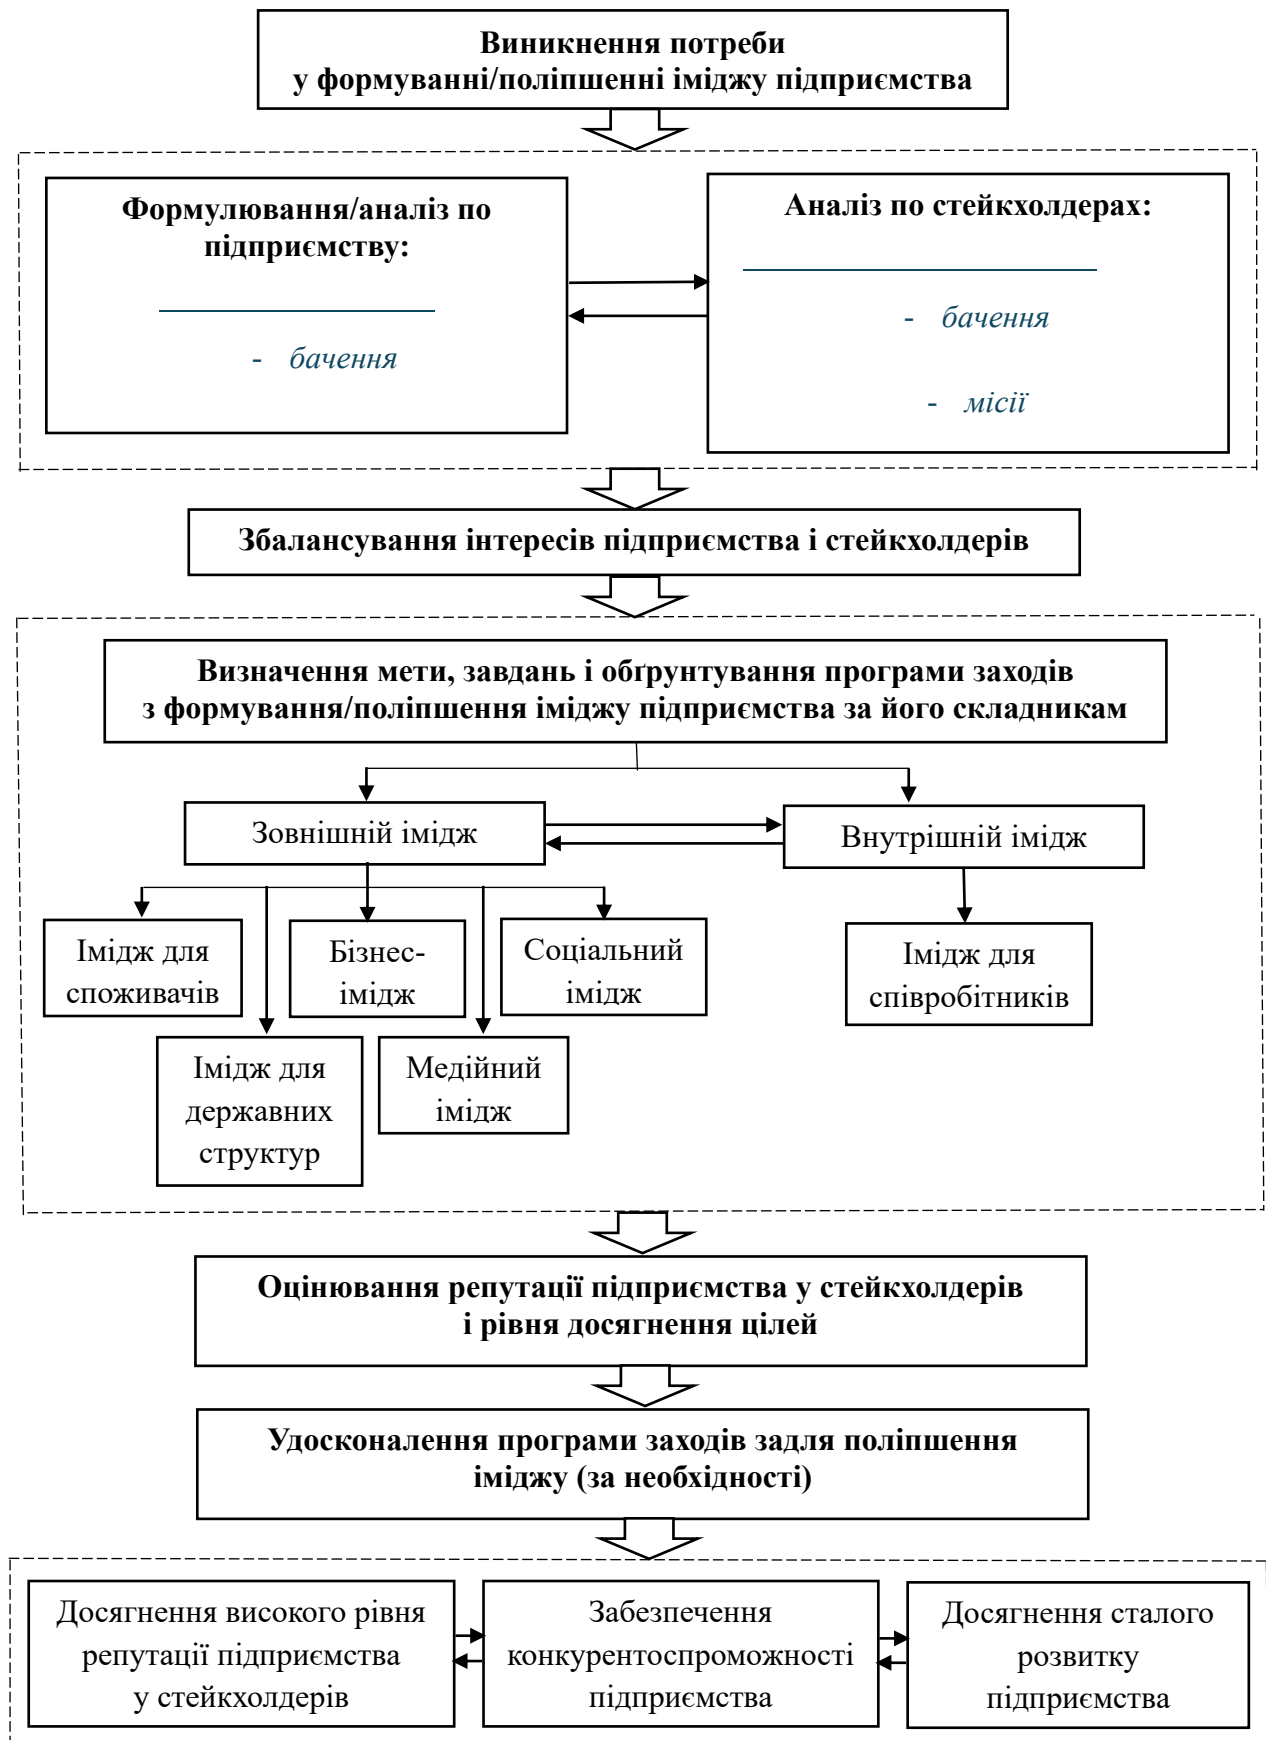 Виникнення потреби
у формуванні/поліпшенні іміджу підприємства
Формулювання/аналіз по
підприємству:
- бачення
Аналіз по стейкхолдерах:
- бачення
- місії
Збалансування інтересів підприємства і стейкхолдерів
Визначення мети, завдань і обґрунтування програми заходів
з формування/поліпшення іміджу підприємства за його складникам
Зовнішній імідж
Внутрішній імідж
Імідж для
споживачів
Бізнес-
імідж
Соціальний
імідж
Імідж для
співробітників
Імідж для
державних
структур
Медійний
імідж
Оцінювання репутації підприємства у стейкхолдерів
і рівня досягнення цілей
Удосконалення програми заходів задля поліпшення
іміджу (за необхідності)
Досягнення високого рівня
репутації підприємства
у стейкхолдерів
Забезпечення
конкурентоспроможності
підприємства
Досягнення сталого
розвитку
підприємства